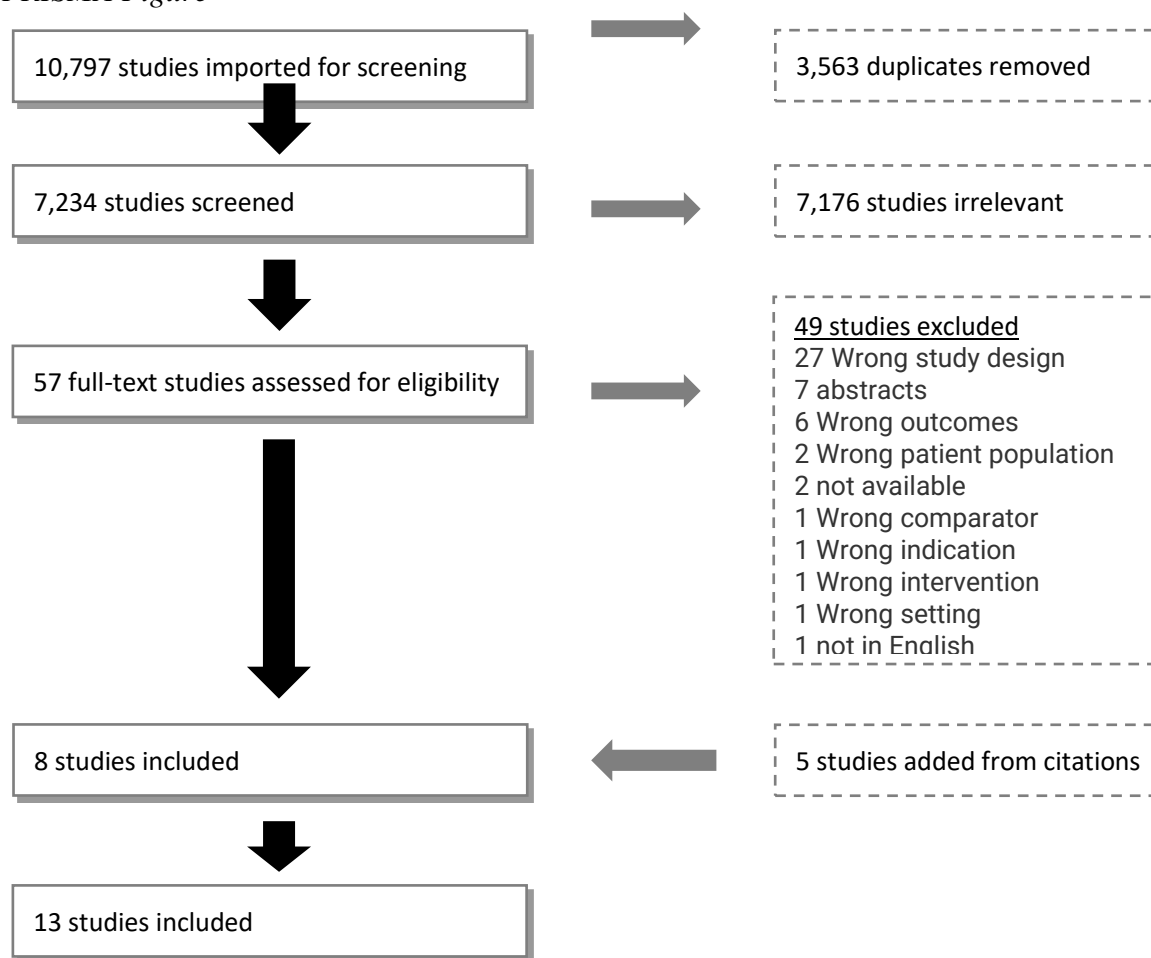 10,797 studies imported for screening
3,563 duplicates removed
7,234 studies screened
7,176 studies irrelevant
57 full-text studies assessed for eligibility
49 studies excluded
27 Wrong study design
7 abstracts
6 Wrong outcomes
2 Wrong patient population
2 not available
1 Wrong comparator
1 Wrong indication
1 Wrong intervention
1 Wrong setting
1 not in English
8 studies included
5 studies added from citations
13 studies included